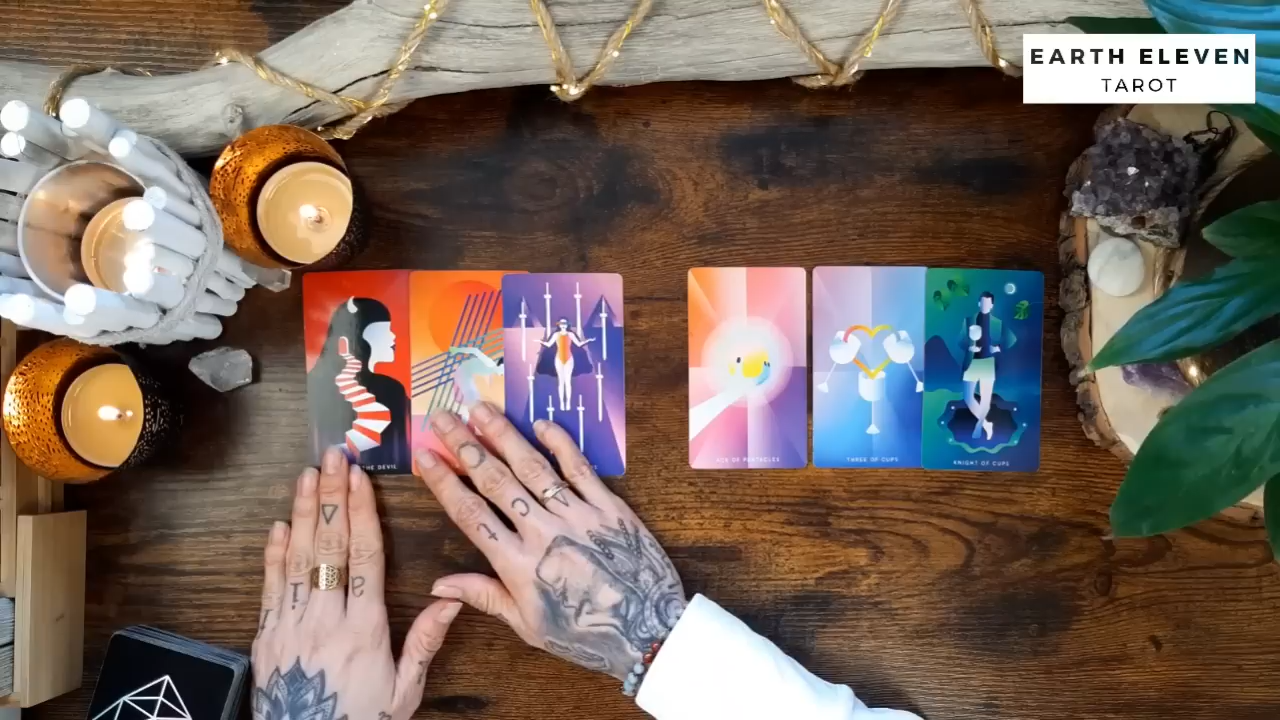 EARTH ELEVEN
TAROT
THE DEVIL
ACE OF PENTACLES
THREE OF CUPS
KNIGHT OF CUPS
i
a
t
c